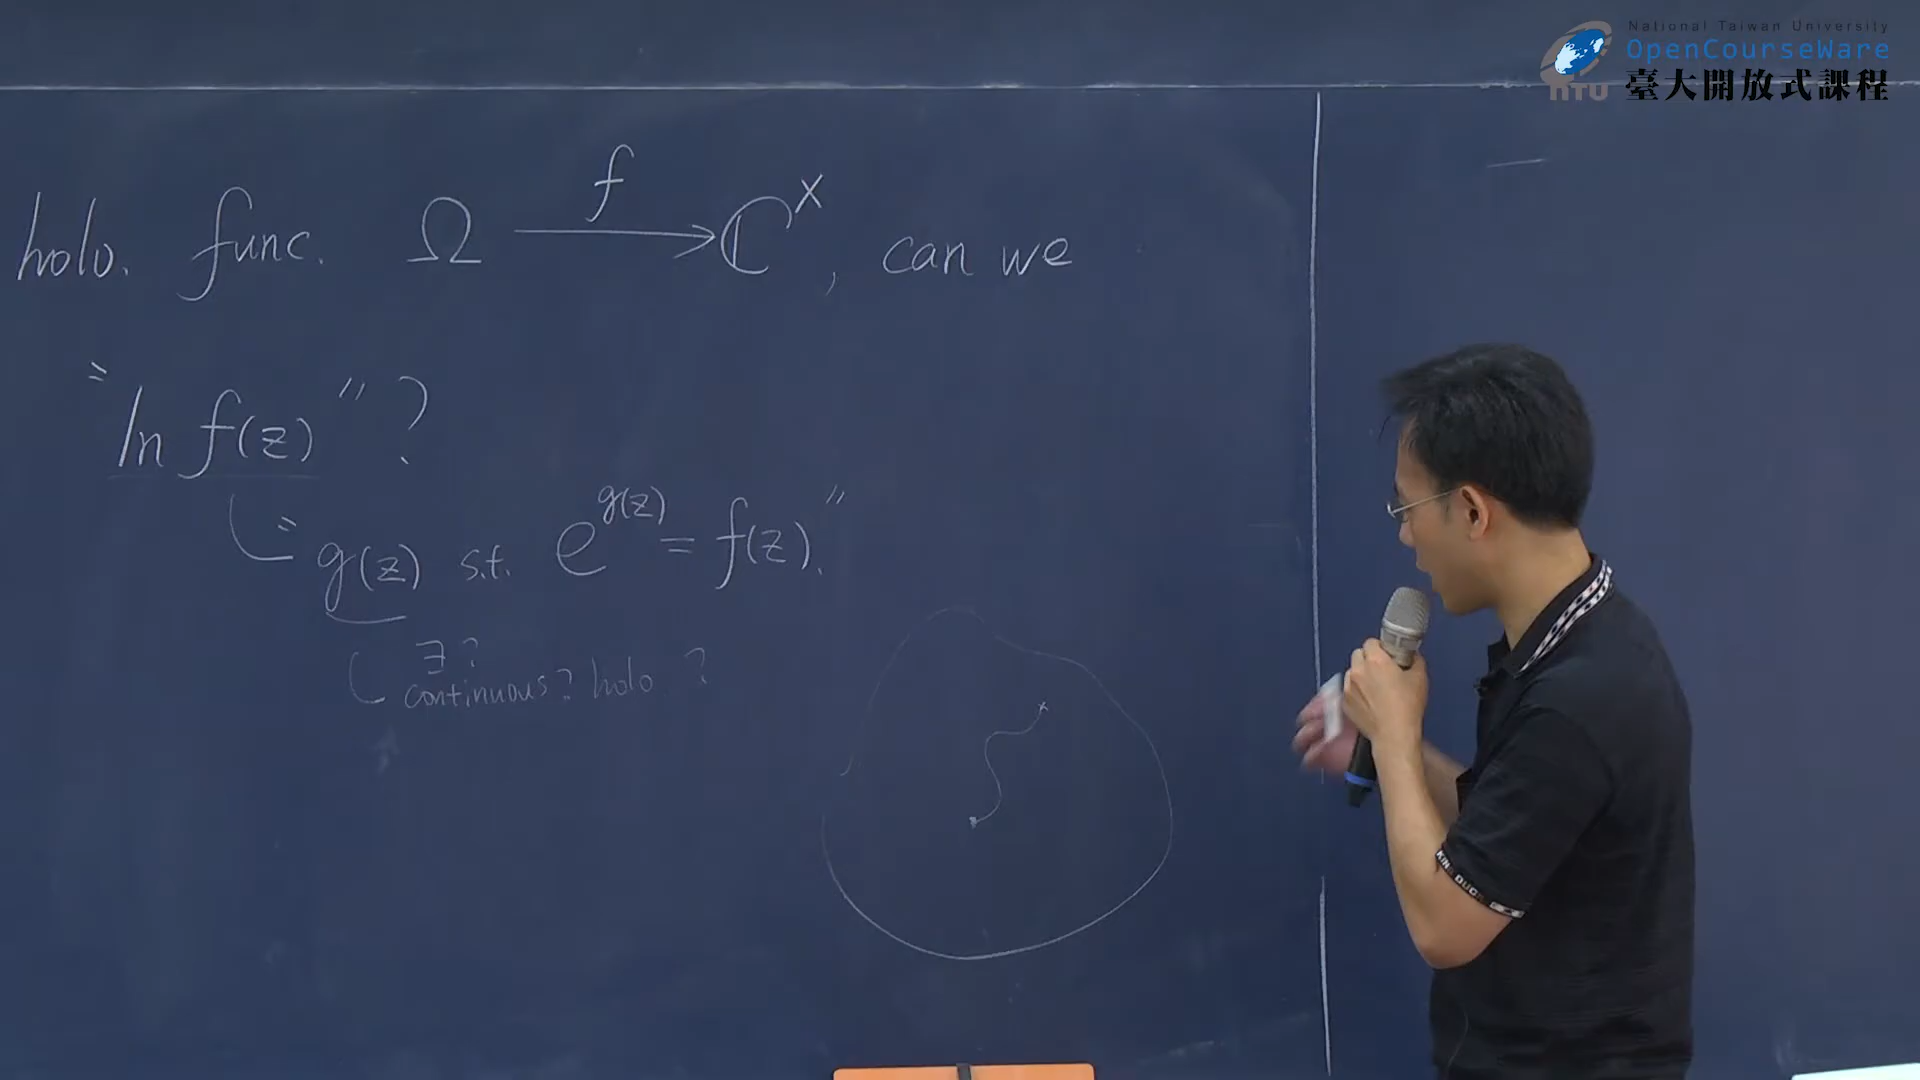 National Taiwan University
OpenCourseWare
臺大開放式課程
NTU
holo. func. Ω —f→ ℂ^×, can we
"ln f(z)"?
"g(z) s.t. e^{g(z)} = f(z)."
∃?
continuous? holo. ?